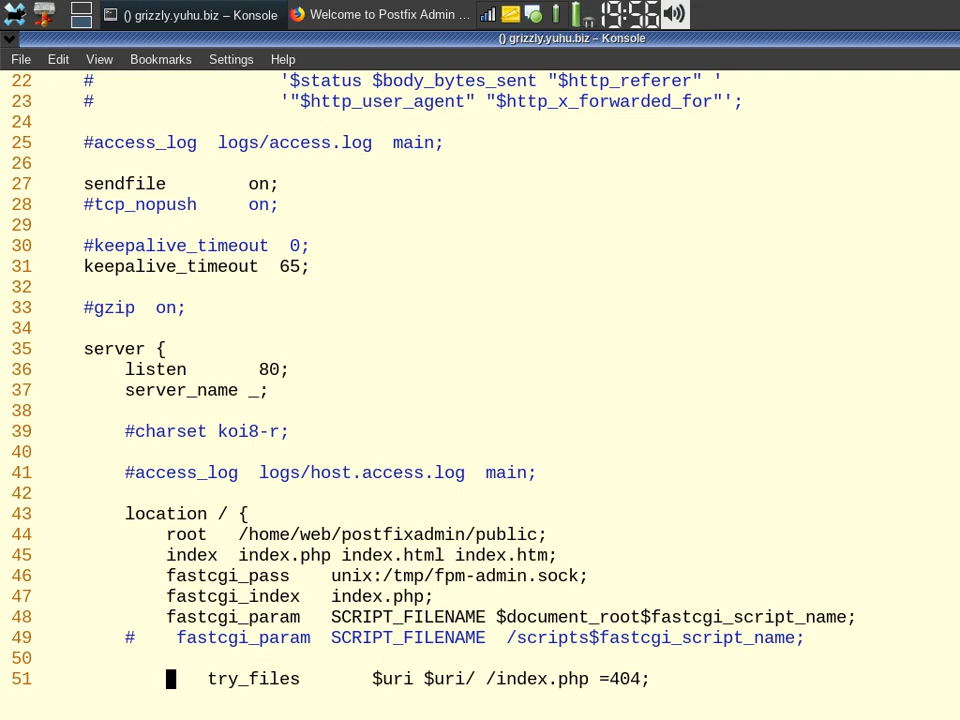 () grizzly.yuhu.biz – Konsole
Welcome to Postfix Admin ...
19:56
() grizzly.yuhu.biz – Konsole
File Edit View Bookmarks Settings Help
22 # '$status $body_bytes_sent "$http_referer" '
23 # '"$http_user_agent" "$http_x_forwarded_for"';
24
25 #access_log logs/access.log main;
26
27 sendfile on;
28 #tcp_nopush on;
29
30 #keepalive_timeout 0;
31 keepalive_timeout 65;
32
33 #gzip on;
34
35 server {
36 listen 80;
37 server_name _;
38
39 #charset koi8-r;
40
41 #access_log logs/host.access.log main;
42
43 location / {
44 root /home/web/postfixadmin/public;
45 index index.php index.html index.htm;
46 fastcgi_pass unix:/tmp/fpm-admin.sock;
47 fastcgi_index index.php;
48 fastcgi_param SCRIPT_FILENAME $document_root$fastcgi_script_name;
49 # fastcgi_param SCRIPT_FILENAME /scripts$fastcgi_script_name;
50
51 try_files $uri $uri/ /index.php =404;